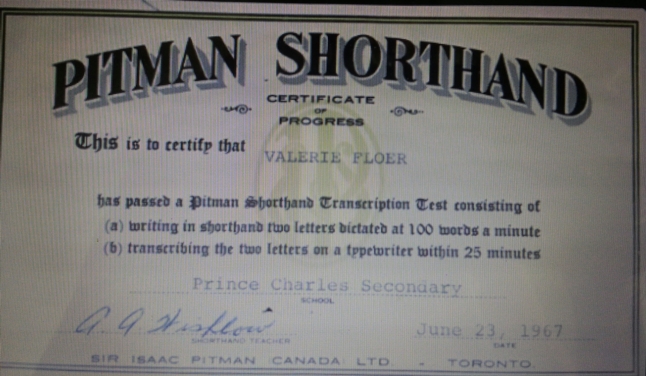 PITMAN SHORTHAND
CERTIFICATE
OF
PROGRESS
This is to certify that VALERIE FLOER
has passed a Pitman Shorthand Transcription Test consisting of
(a) writing in shorthand two letters dictated at 100 words a minute
(b) transcribing the two letters on a typewriter within 25 minutes
Prince Charles Secondary
SCHOOL
SHORTHAND TEACHER
June 23, 1967
DATE
SIR ISAAC PITMAN (CANADA) LTD. - TORONTO.